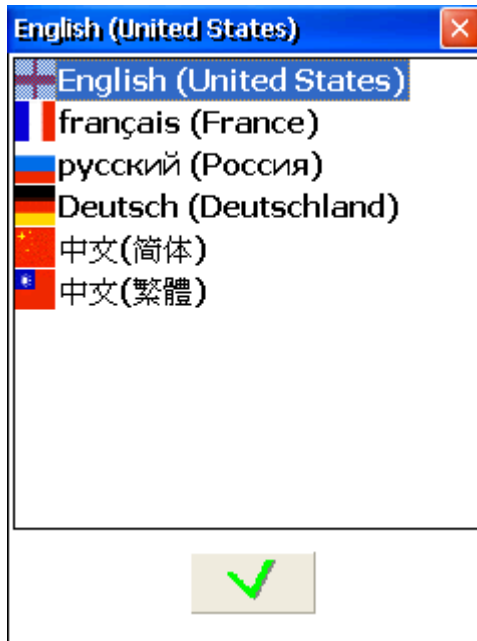 English (United States)
English (United States)
français (France)
русский (Россия)
Deutsch (Deutschland)
中文(简体)
中文(繁體)